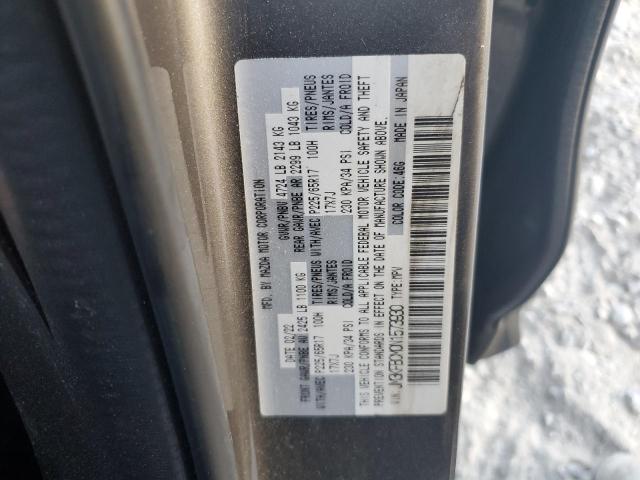 MFD. BY MAZDA MOTOR CORPORATION
DATE: 02/22 GVWR/PNBV 4724 LB 2143 KG
FRONT GAWR/PNBE AV 2425 LB 1100 KG REAR GAWR/PNBE AR 2299 LB 1043 KG
WITH/AVEC P225/65R17 100H TIRES/PNEUS WITH/AVEC P225/65R17 100H TIRES/PNEUS
17X7J RIMS/JANTES 17X7J RIMS/JANTES
230 KPA/34 PSI COLD/A FROID 230 KPA/34 PSI COLD/A FROID
THIS VEHICLE CONFORMS TO ALL APPLICABLE FEDERAL MOTOR VEHICLE SAFETY AND THEFT
PREVENTION STANDARDS IN EFFECT ON THE DATE OF MANUFACTURE SHOWN ABOVE.
TYPE:MPV COLOR CODE:46G MADE IN JAPAN